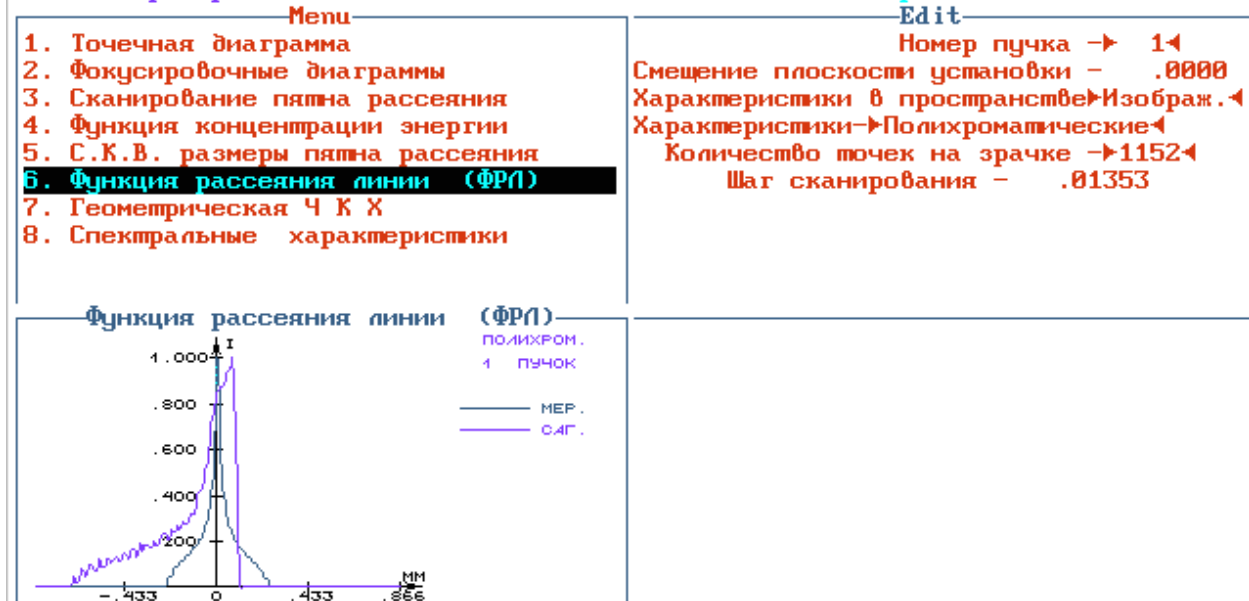 Menu
1. Точечная диаграмма
2. Фокусировочные диаграммы
3. Сканирование пятна рассеяния
4. Функция концентрации энергии
5. С.К.В. размеры пятна рассеяния
6. Функция рассеяния линии (ФРЛ)
7. Геометрическая Ч К Х
8. Спектральные характеристики
Edit
Номер пучка -► 1◄
Смещение плоскости установки - .0000
Характеристики в пространстве►Изображ.◄
Характеристики-►Полихроматические◄
Количество точек на зрачке -►1152◄
Шаг сканирования - .01353
Функция рассеяния линии (ФРЛ)
ПОЛИХРОМ.
1 ПУЧОК
МЕР.
САГ.
I
1.000
.800
.600
.400
.200
-.433 0 .433 .866
ММ